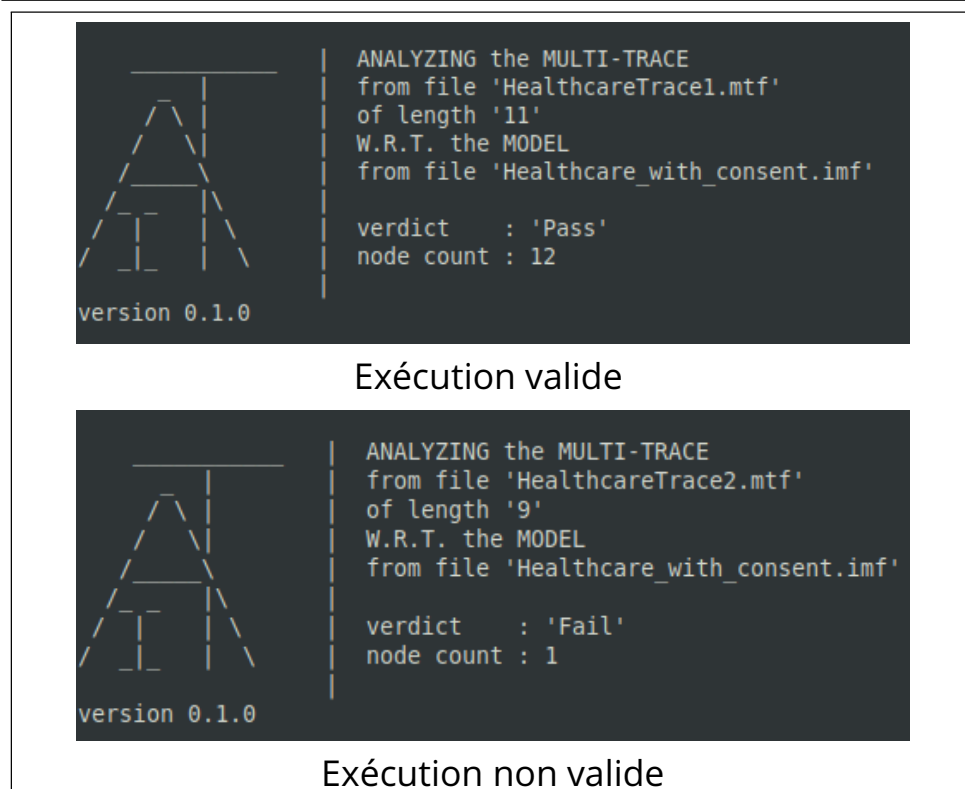 ANALYZING the MULTI-TRACE
from file 'HealthcareTrace1.mtf'
of length '11'
W.R.T. the MODEL
from file 'Healthcare_with_consent.imf'
verdict    : 'Pass'
node count : 12
version 0.1.0
Exécution valide
ANALYZING the MULTI-TRACE
from file 'HealthcareTrace2.mtf'
of length '9'
W.R.T. the MODEL
from file 'Healthcare_with_consent.imf'
verdict    : 'Fail'
node count : 1
version 0.1.0
Exécution non valide